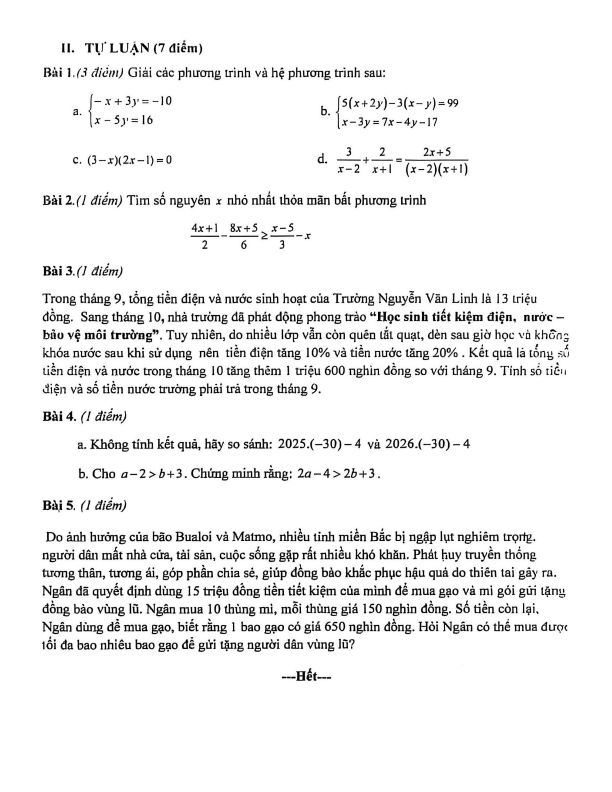 II. TỰ LUẬN (7 điểm)
Bài 1.(3 điểm) Giải các phương trình và hệ phương trình sau:
a. {−x + 3y = −10
x − 5y = 16
b. {5(x+2y)−3(x−y)=99
x−3y=7x−4y−17
c. (3−x)(2x−1)=0
d. 3/(x−2) + 2/(x+1) = (2x+5)/((x−2)(x+1))
Bài 2.(1 điểm) Tìm số nguyên x nhỏ nhất thỏa mãn bất phương trình
(4x+1)/2 − (8x+5)/6 ≥ (x−5)/3 − x
Bài 3.(1 điểm)
Trong tháng 9, tổng tiền điện và nước sinh hoạt của Trường Nguyễn Văn Linh là 13 triệu
đồng. Sang tháng 10, nhà trường đã phát động phong trào “Học sinh tiết kiệm điện, nước –
bảo vệ môi trường”. Tuy nhiên, do nhiều lớp vẫn còn quên tắt quạt, đèn sau giờ học và không
khóa nước sau khi sử dụng nên tiền điện tăng 10% và tiền nước tăng 20% . Kết quả là tổng số
tiền điện và nước trong tháng 10 tăng thêm 1 triệu 600 nghìn đồng so với tháng 9. Tính số tiền
điện và số tiền nước trường phải trả trong tháng 9.
Bài 4. (1 điểm)
a. Không tính kết quả, hãy so sánh: 2025.(−30) − 4 và 2026.(−30) − 4
b. Cho a−2 > b+3. Chứng minh rằng: 2a−4 > 2b+3.
Bài 5. (1 điểm)
Do ảnh hưởng của bão Bualoi và Matmo, nhiều tỉnh miền Bắc bị ngập lụt nghiêm trọng.
người dân mất nhà cửa, tài sản, cuộc sống gặp rất nhiều khó khăn. Phát huy truyền thống
tương thân, tương ái, góp phần chia sẻ, giúp đồng bào khắc phục hậu quả do thiên tai gây ra.
Ngân đã quyết định dùng 15 triệu đồng tiền tiết kiệm của mình để mua gạo và mì gói gửi tặng
đồng bào vùng lũ. Ngân mua 10 thùng mì, mỗi thùng giá 150 nghìn đồng. Số tiền còn lại,
Ngân dùng để mua gạo, biết rằng 1 bao gạo có giá 650 nghìn đồng. Hỏi Ngân có thể mua được
tối đa bao nhiêu bao gạo để gửi tặng người dân vùng lũ?
---Hết---